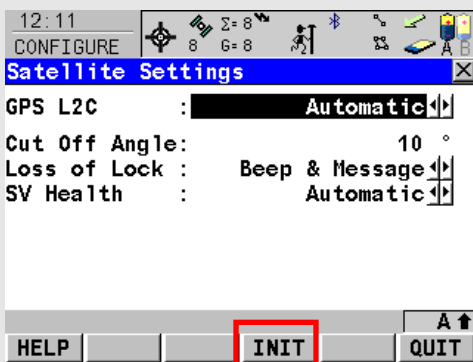 12:11
CONFIGURE
8
Σ=8
G=8
A B
Satellite Settings
GPS L2C : Automatic
Cut Off Angle: 10 °
Loss of Lock : Beep & Message
SV Health : Automatic
A
HELP INIT QUIT